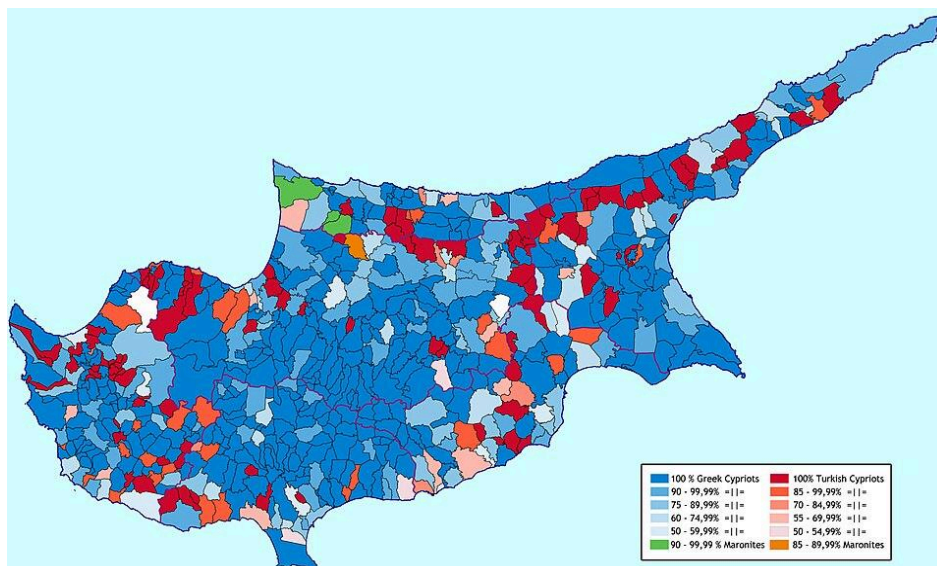 100 % Greek Cypriots
90 - 99,99% =||=
75 - 89,99% =||=
60 - 74,99% =||=
50 - 59,99% =||=
90 - 99,99 % Maronites
100% Turkish Cypriots
85 - 99,99% =||=
70 - 84,99% =||=
55 - 69,99% =||=
50 - 54,99% =||=
85 - 89,99% Maronites